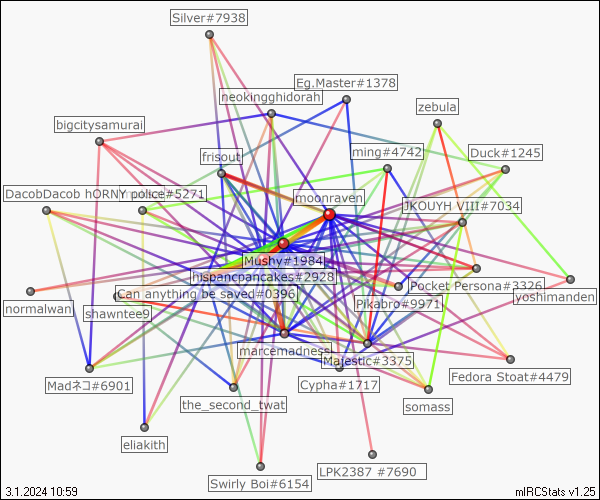 Silver#7938
Eg.Master#1378
neokingghidorah
zebula
bigcitysamurai
frisout
ming#4742
Duck#1245
DacobDacob hORNY police#5271
moonraven
JKOUYH VIII#7034
Mushy#1984
hispancpancakes#2928
Pocket Persona#3326
yoshimanden
Can anything be saved#0396
Pikabro#9971
normalwan
shawntee9
marcemadness
Majestic#3375
Madネコ#6901
Cypha#1717
Fedora Stoat#4479
the_second_twat
somass
eliakith
Swirly Boi#6154
LPK2387 #7690
3.1.2024 10:59
mIRCStats v1.25